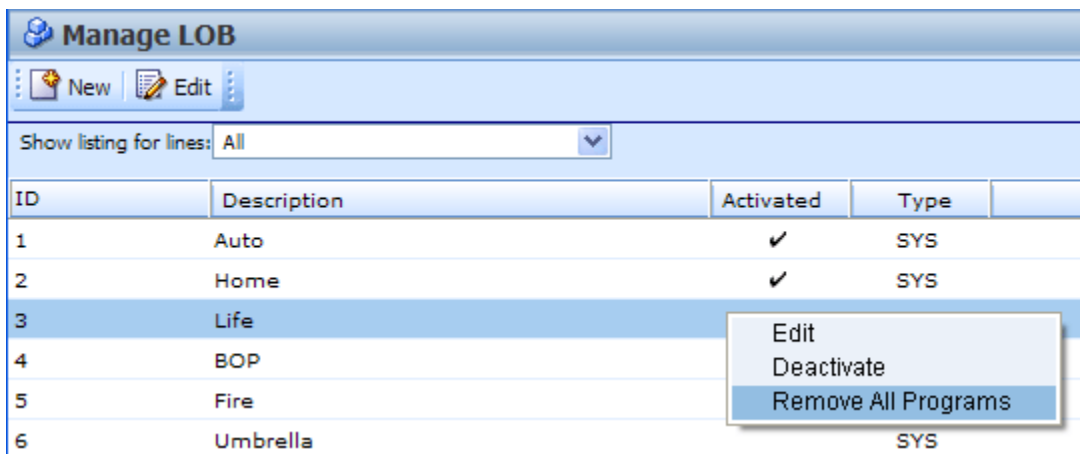 Manage LOB
New Edit
Show listing for lines: All
ID Description Activated Type
1 Auto ✔ SYS
2 Home ✔ SYS
3 Life
Edit
4 BOP
Deactivate
5 Fire
Remove All Programs
6 Umbrella SYS